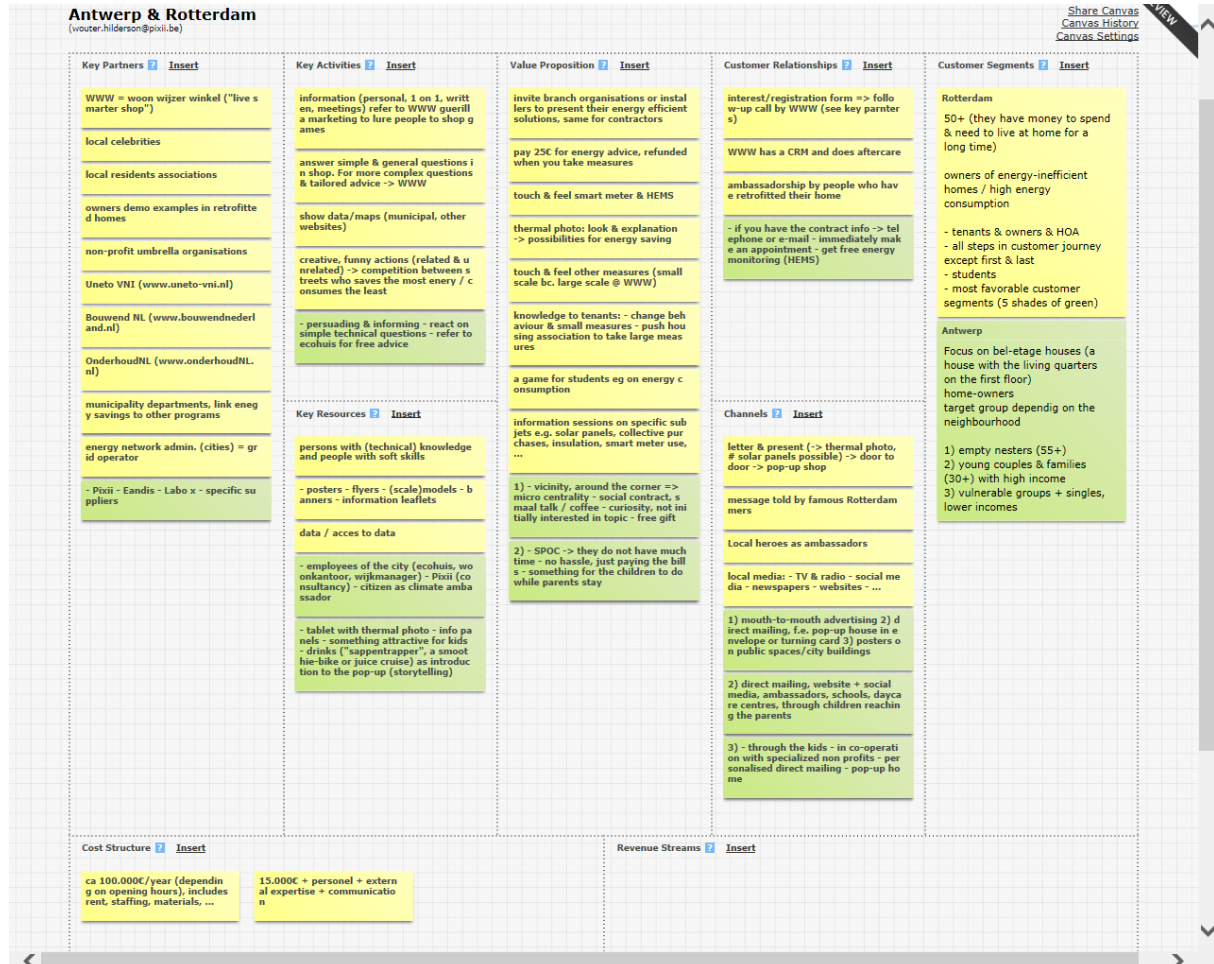 Antwerp & Rotterdam
(wouter.hilderson@pixii.be)
Share Canvas
Canvas History
Canvas Settings
Key Partners ? Insert
WWW = woon wijzer winkel ("live s
marter shop")
local celebrities
local residents associations
owners demo examples in retrofitte
d homes
non-profit umbrella organisations
Uneto VNI (www.uneto-vni.nl)
Bouwend NL (www.bouwendnederl
and.nl)
OnderhoudNL (www.onderhoudNL.
nl)
municipality departments, link eneg
y savings to other programs
energy network admin. (cities) = gr
id operator
- Pixii - Eandis - Labo x - specific su
ppliers
Key Activities ? Insert
information (personal, 1 on 1, writt
en, meetings) refer to WWW guerill
a marketing to lure people to shop g
ames
answer simple & general questions i
n shop. For more complex questions
& tailored advice -> WWW
show data/maps (municipal, other
websites)
creative, funny actions (related & u
nrelated) -> competition between s
treets who saves the most enery / c
onsumes the least
- persuading & informing - react on
simple technical questions - refer to
ecohuis for free advice
Key Resources ? Insert
persons with (technical) knowledge
and people with soft skills
- posters - flyers - (scale)models - b
anners - information leaflets
data / acces to data
- employees of the city (ecohuis, wo
onkantoor, wijkmanager) - Pixii (co
nsultancy) - citizen as climate amba
ssador
- tablet with thermal photo - info pa
nels - something attractive for kids
- drinks ("sappentrapper", a smoot
hie-bike or juice cruise) as introduc
tion to the pop-up (storytelling)
Value Proposition ? Insert
invite branch organisations or instal
lers to present their energy efficient
solutions, same for contractors
pay 25€ for energy advice, refunded
when you take measures
touch & feel smart meter & HEMS
thermal photo: look & explanation
-> possibilities for energy saving
touch & feel other measures (small
scale bc. large scale @ WWW)
knowledge to tenants: - change beh
aviour & small measures - push hou
sing association to take large meas
ures
a game for students eg on energy c
onsumption
information sessions on specific sub
jets e.g. solar panels, collective pur
chases, insulation, smart meter use,
...
1) - vicinity, around the corner =>
micro centrality - social contract, s
maal talk / coffee - curiosity, not ini
tially interested in topic - free gift
2) - SPOC -> they do not have much
time - no hassle, just paying the bill
s - something for the children to do
while parents stay
Customer Relationships ? Insert
interest/registration form => follo
w-up call by WWW (see key parnter
s)
WWW has a CRM and does aftercare
ambassadorship by people who hav
e retrofitted their home
- if you have the contract info -> tel
ephone or e-mail - immediately mak
e an appointment - get free energy
monitoring (HEMS)
Channels ? Insert
letter & present (-> thermal photo,
# solar panels possible) -> door to
door -> pop-up shop
message told by famous Rotterdam
mers
Local heroes as ambassadors
local media: - TV & radio - social me
dia - newspapers - websites - ...
1) mouth-to-mouth advertising 2) d
irect mailing, f.e. pop-up house in e
nvelope or turning card 3) posters o
n public spaces/city buildings
2) direct mailing, website + social
media, ambassadors, schools, dayca
re centres, through children reachin
g the parents
3) - through the kids - in co-operati
on with specialized non profits - per
sonalised direct mailing - pop-up ho
me
Customer Segments ? Insert
Rotterdam
50+ (they have money to spend
& need to live at home for a
long time)
owners of energy-inefficient
homes / high energy
consumption
- tenants & owners & HOA
- all steps in customer journey
except first & last
- students
- most favorable customer
segments (5 shades of green)
Antwerp
Focus on bel-etage houses (a
house with the living quarters
on the first floor)
home-owners
target group dependig on the
neighbourhood
1) empty nesters (55+)
2) young couples & families
(30+) with high income
3) vulnerable groups + singles,
lower incomes
Cost Structure ? Insert
ca 100.000€/year (dependin
g on opening hours), includes
rent, staffing, materials, ...
15.000€ + personel + extern
al expertise + communicatio
n
Revenue Streams ? Insert